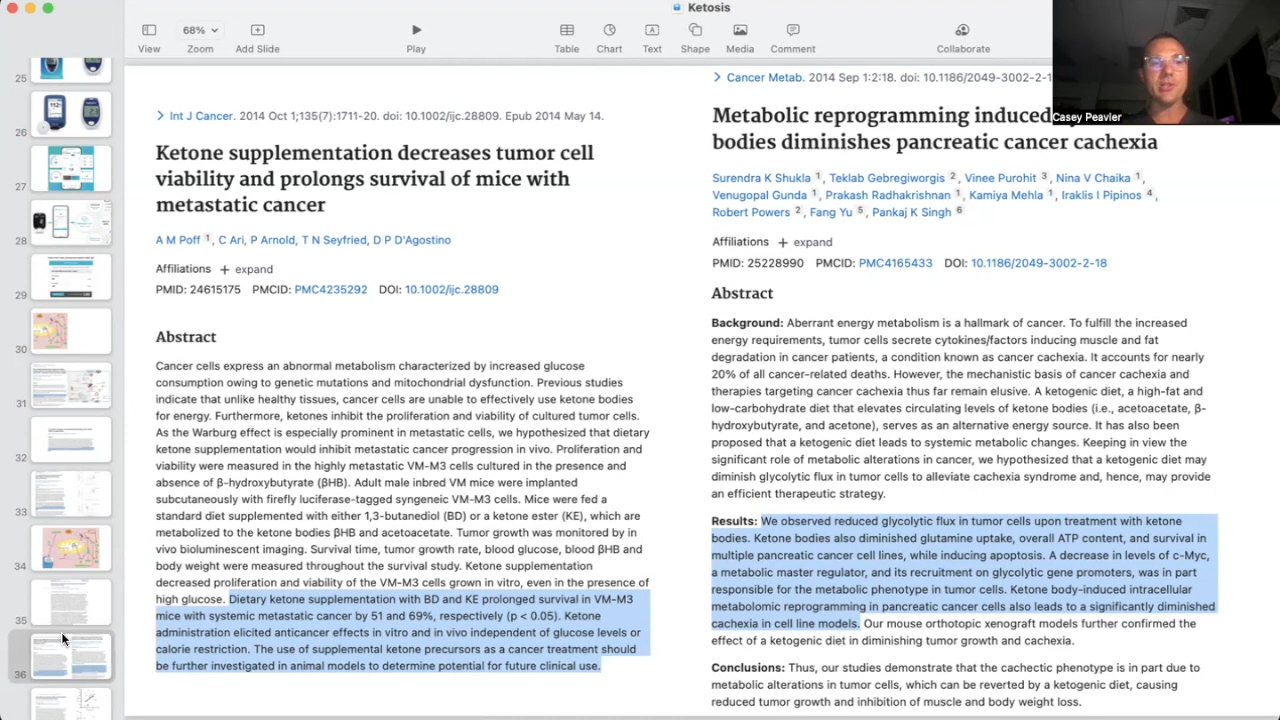 Ketosis
68%
View
Zoom
Add Slide
Play
Table
Chart
Text
Shape
Media
Comment
Collaborate
Casey Peavler
25
26
27
28
29
30
31
32
33
34
35
36
Int J Cancer. 2014 Oct 1;135(7):1711-20. doi: 10.1002/ijc.28809. Epub 2014 May 14.
Ketone supplementation decreases tumor cell
viability and prolongs survival of mice with
metastatic cancer
A M Poff 1, C Ari, P Arnold, T N Seyfried, D P D'Agostino
Affiliations + expand
PMID: 24615175 PMCID: PMC4235292 DOI: 10.1002/ijc.28809
Abstract
Cancer cells express an abnormal metabolism characterized by increased glucose
consumption owing to genetic mutations and mitochondrial dysfunction. Previous studies
indicate that unlike healthy tissues, cancer cells are unable to effectively use ketone bodies
for energy. Furthermore, ketones inhibit the proliferation and viability of cultured tumor cells.
As the Warburg effect is especially prominent in metastatic cells, we hypothesized that dietary
ketone supplementation would inhibit metastatic cancer progression in vivo. Proliferation and
viability were measured in the highly metastatic VM-M3 cells cultured in the presence and
absence of β-hydroxybutyrate (βHB). Adult male inbred VM mice were implanted
subcutaneously with firefly luciferase-tagged syngeneic VM-M3 cells. Mice were fed a
standard diet supplemented with either 1,3-butanediol (BD) or a ketone ester (KE), which are
metabolized to the ketone bodies βHB and acetoacetate. Tumor growth was monitored by in
vivo bioluminescent imaging. Survival time, tumor growth rate, blood glucose, blood βHB and
body weight were measured throughout the survival study. Ketone supplementation
decreased proliferation and viability of the VM-M3 cells grown in vitro, even in the presence of
high glucose. Dietary ketone supplementation with BD and KE prolonged survival in VM-M3
mice with systemic metastatic cancer by 51 and 69%, respectively (p < 0.05). Ketone
administration elicited anticancer effects in vitro and in vivo independent of glucose levels or
calorie restriction. The use of supplemental ketone precursors as a cancer treatment should
be further investigated in animal models to determine potential for future clinical use.
Cancer Metab. 2014 Sep 1;2:18. doi: 10.1186/2049-3002-2-1
Metabolic reprogramming induced
bodies diminishes pancreatic cancer cachexia
Surendra K Shukla 1, Teklab Gebregiworgis 2, Vinee Purohit 3, Nina V Chaika 1,
Venugopal Gunda 1, Prakash Radhakrishnan 1, Kamiya Mehla 1, Iraklis I Pipinos 4,
Robert Powers 2, Fang Yu 5, Pankaj K Singh 6
Affiliations + expand
PMID: 25228990 PMCID: PMC4165433 DOI: 10.1186/2049-3002-2-18
Abstract
Background: Aberrant energy metabolism is a hallmark of cancer. To fulfill the increased
energy requirements, tumor cells secrete cytokines/factors inducing muscle and fat
degradation in cancer patients, a condition known as cancer cachexia. It accounts for nearly
20% of all cancer-related deaths. However, the mechanistic basis of cancer cachexia and
therapies targeting cancer cachexia thus far remain elusive. A ketogenic diet, a high-fat and
low-carbohydrate diet that elevates circulating levels of ketone bodies (i.e., acetoacetate, β-
hydroxybutyrate, and acetone), serves as an alternative energy source. It has also been
proposed that a ketogenic diet leads to systemic metabolic changes. Keeping in view the
significant role of metabolic alterations in cancer, we hypothesized that a ketogenic diet may
diminish glycolytic flux in tumor cells to alleviate cachexia syndrome and, hence, may provide
an efficient therapeutic strategy.
Results: We observed reduced glycolytic flux in tumor cells upon treatment with ketone
bodies. Ketone bodies also diminished glutamine uptake, overall ATP content, and survival in
multiple pancreatic cancer cell lines, while inducing apoptosis. A decrease in levels of c-Myc,
a metabolic master regulator, and its recruitment on glycolytic gene promoters, was in part
responsible for the metabolic phenotype in tumor cells. Ketone body-induced intracellular
metabolomic reprogramming in pancreatic cancer cells also leads to a significantly diminished
cachexia in cell line models. Our mouse orthotopic xenograft models further confirmed the
effect of a ketogenic diet in diminishing tumor growth and cachexia.
Conclusions: Thus, our studies demonstrate that the cachectic phenotype is in part due to
metabolic alterations in tumor cells, which can be reverted by a ketogenic diet, causing
reduced tumor growth and inhibition of muscle and body weight loss.